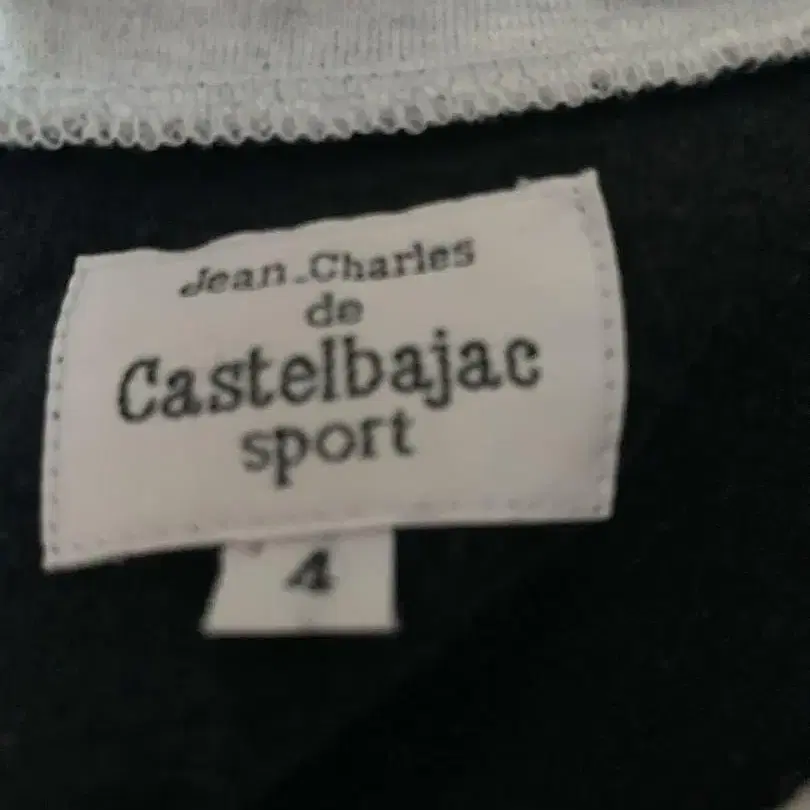 Jean-Charles
de
Castelbajac
sport
4